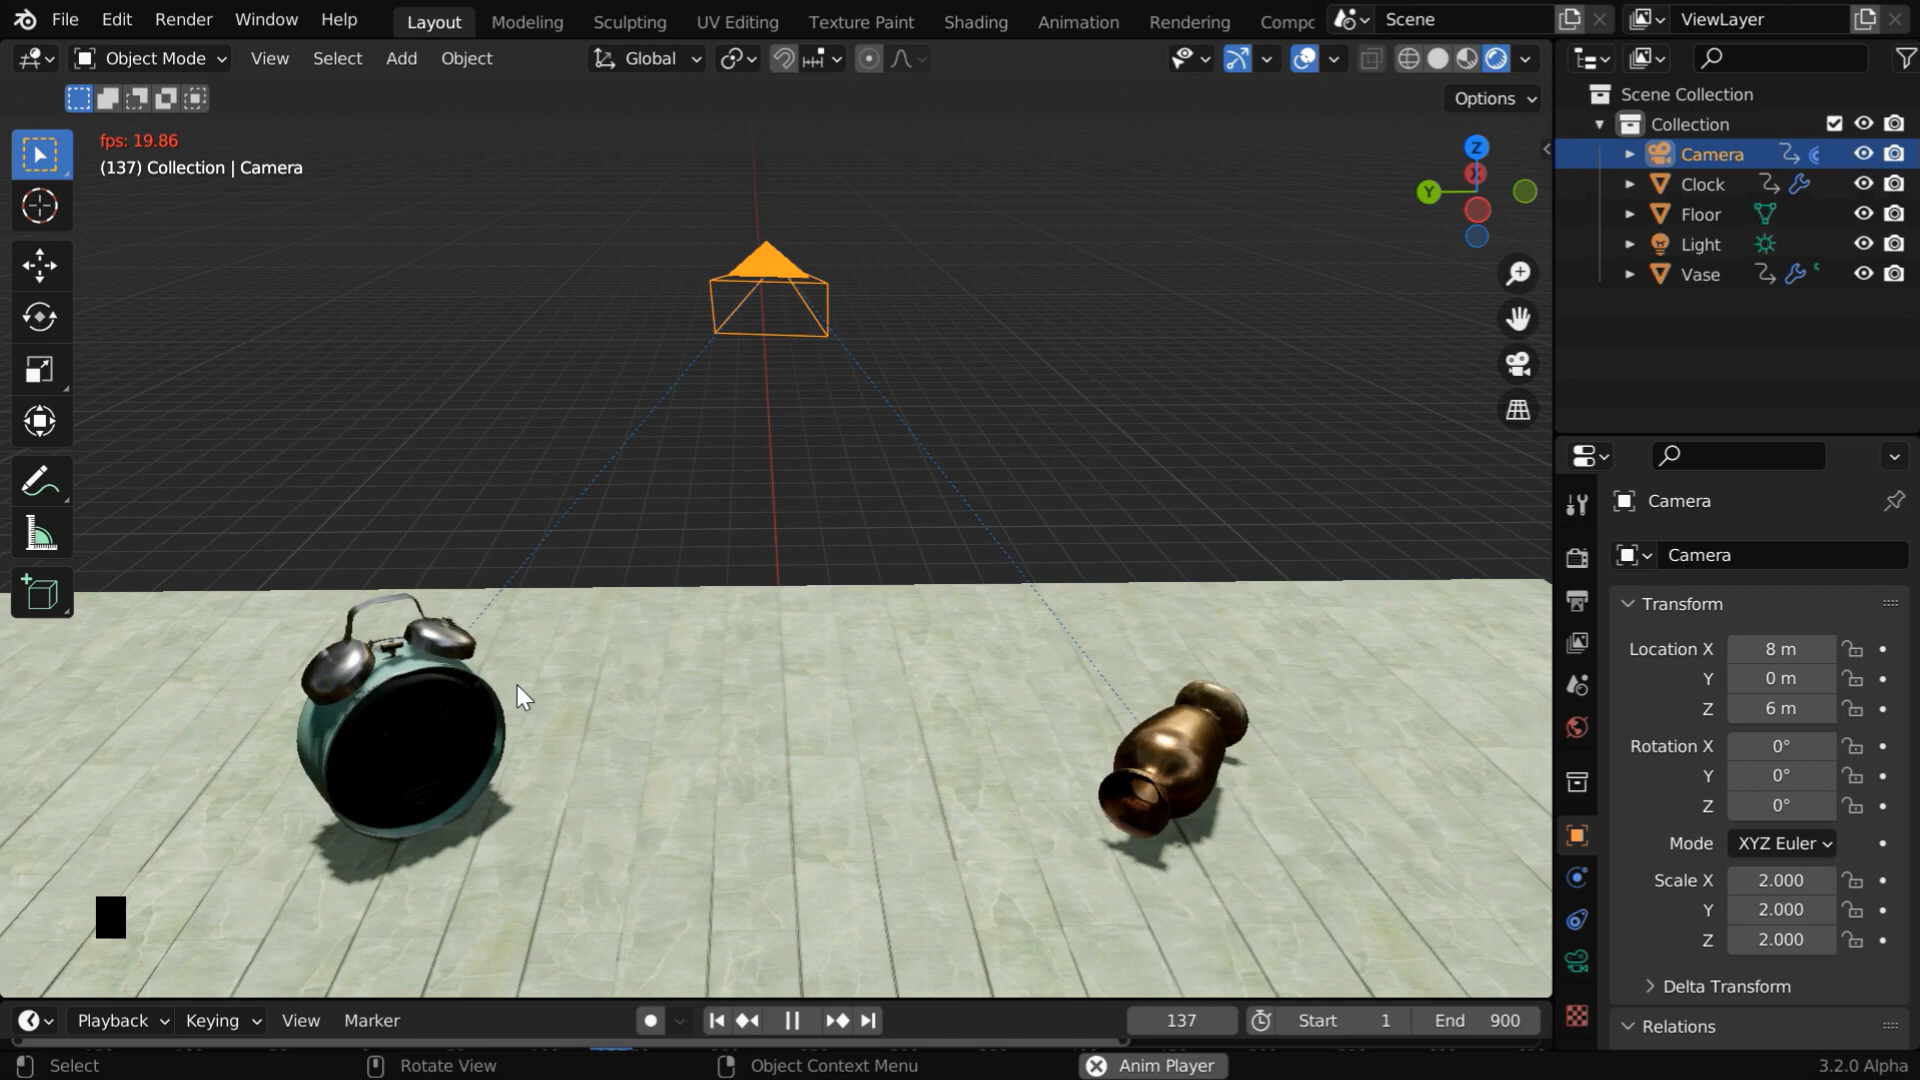 File Edit Render Window Help
Layout Modeling Sculpting UV Editing Texture Paint Shading Animation Rendering Compc
Scene
ViewLayer
Object Mode View Select Add Object
Global
Options
fps: 19.86
(137) Collection | Camera
Z
X
Y
Scene Collection
Collection
Camera
Clock
Floor
Light
Vase
Camera
Camera
Transform
Location X 8 m
Y 0 m
Z 6 m
Rotation X 0°
Y 0°
Z 0°
Mode XYZ Euler
Scale X 2.000
Y 2.000
Z 2.000
Delta Transform
Relations
Playback Keying View Marker
137
Start 1
End 900
Select
Rotate View
Object Context Menu
Anim Player
3.2.0 Alpha